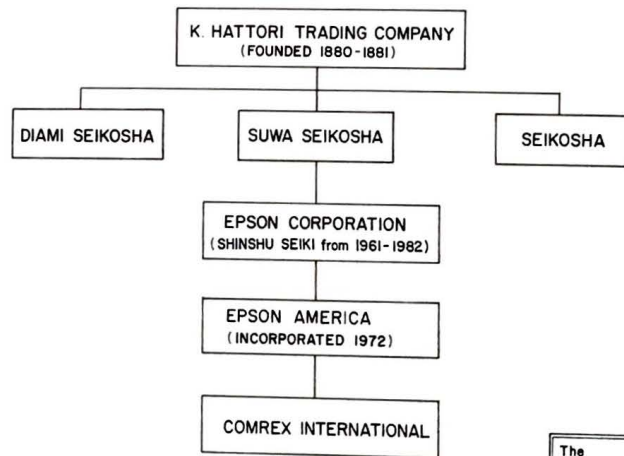 K. HATTORI TRADING COMPANY
(FOUNDED 1880-1881)
DIAMI SEIKOSHA
SUWA SEIKOSHA
SEIKOSHA
EPSON CORPORATION
(SHINSHU SEIKI from 1961-1982)
EPSON AMERICA
(INCORPORATED 1972)
COMREX INTERNATIONAL
The